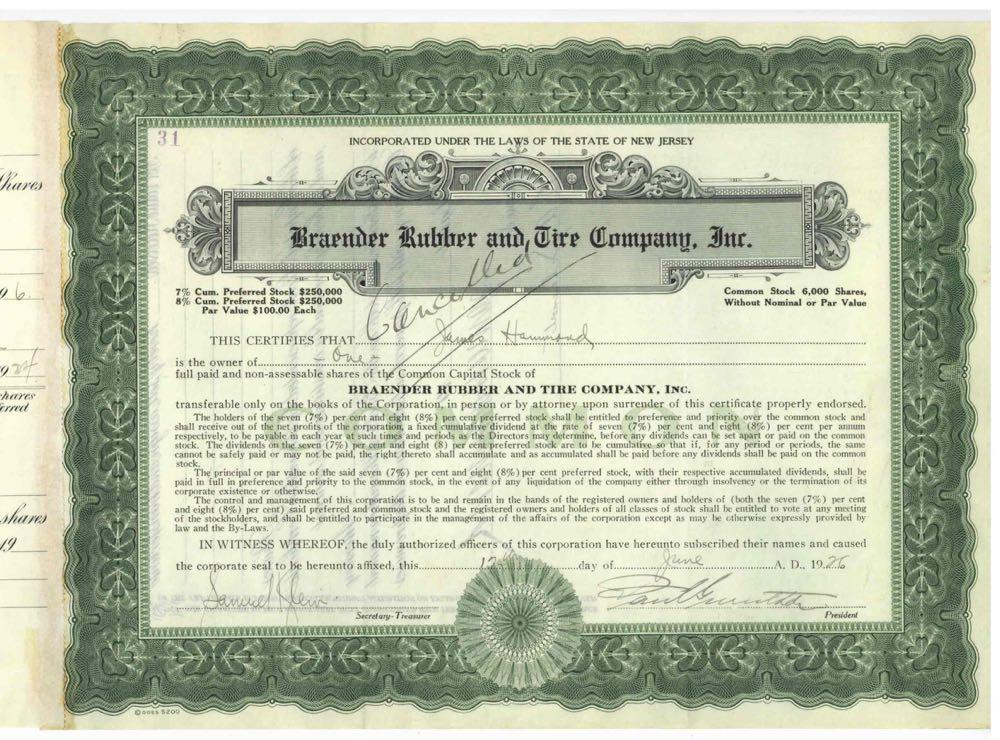 31
INCORPORATED UNDER THE LAWS OF THE STATE OF NEW JERSEY
Braender Rubber and Tire Company, Inc.
Cancelled
7% Cum. Preferred Stock $250,000
8% Cum. Preferred Stock $250,000
Par Value $100.00 Each
Common Stock 6,000 Shares,
Without Nominal or Par Value
Shares
THIS CERTIFIES THAT James Hammond
is the owner of -One-
full paid and non-assessable shares of the Common Capital Stock of
BRAENDER RUBBER AND TIRE COMPANY, INC.
transferable only on the books of the Corporation, in person or by attorney upon surrender of this certificate properly endorsed.
The holders of the seven (7%) per cent and eight (8%) per cent preferred stock shall be entitled to preference and priority over the common stock and
shall receive out of the net profits of the corporation, a fixed cumulative dividend at the rate of seven (7%) per cent and eight (8%) per cent per annum
respectively, to be payable in each year at such times and periods as the Directors may determine, before any dividends can be set apart or paid on the common
stock. The dividends on the seven (7%) per cent and eight (8) per cent preferred stock are to be cumulative so that if, for any period or periods, the same
cannot be safely paid or may not be paid, the right thereto shall accumulate and as accumulated shall be paid before any dividends shall be paid on the common
stock.
The principal or par value of the said seven (7%) per cent and eight (8%) per cent preferred stock, with their respective accumulated dividends, shall be
paid in full in preference and priority to the common stock, in the event of any liquidation of the company either through insolvency or the termination of its
corporate existence or otherwise.
The control and management of this corporation is to be and remain in the hands of the registered owners and holders of (both the seven (7%) per cent
and eight (8%) per cent) said preferred and common stock and the registered owners and holders of all classes of stock shall be entitled to vote at any meeting
of the stockholders, and shall be entitled to participate in the management of the affairs of the corporation except as may be otherwise expressly provided by
law and the By-Laws.
shares
19
IN WITNESS WHEREOF, the duly authorized officers of this corporation have hereunto subscribed their names and caused
the corporate seal to be hereunto affixed, this 12th day of June A. D., 1926
Samuel Klein
Secretary-Treasurer
President
© GOES 5200